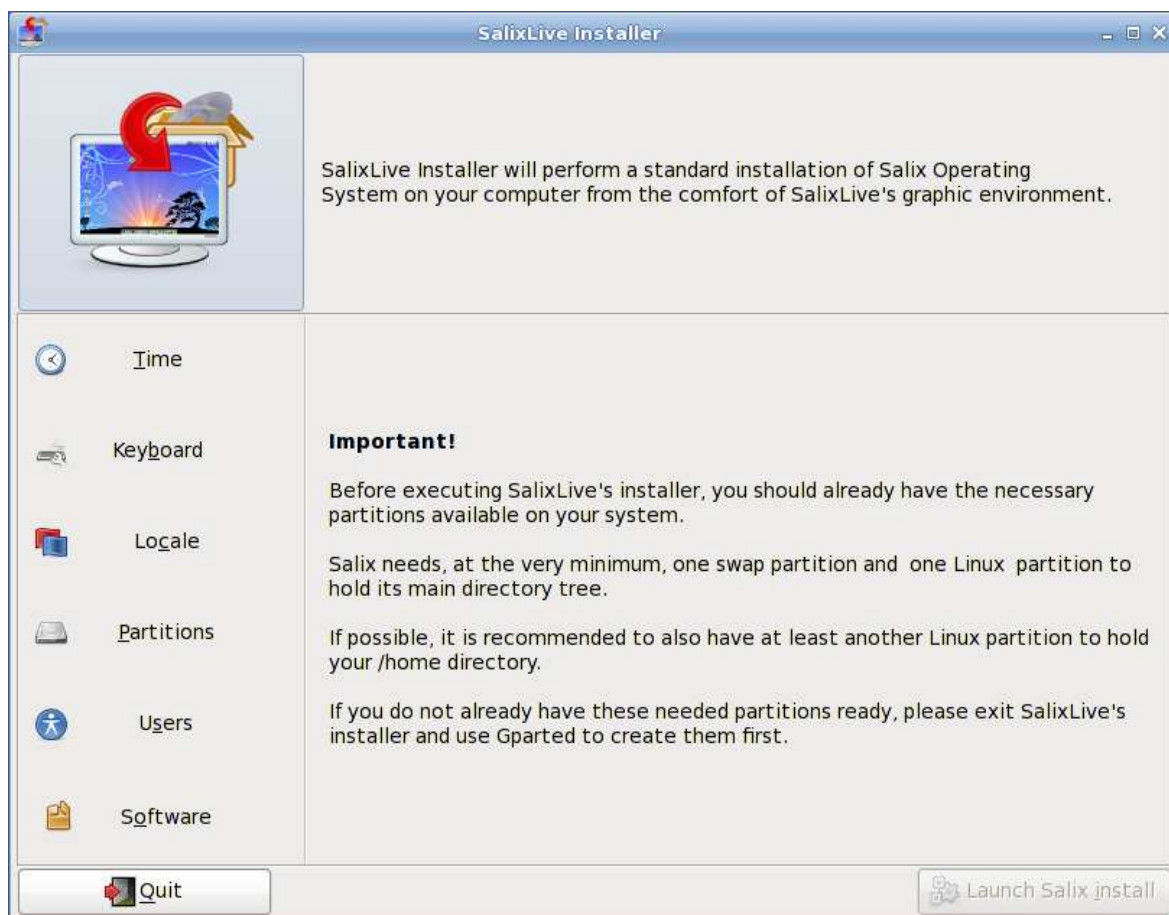 SalixLive Installer
SalixLive Installer will perform a standard installation of Salix Operating
System on your computer from the comfort of SalixLive's graphic environment.
Time
Keyboard
Locale
Partitions
Users
Software
Important!
Before executing SalixLive's installer, you should already have the necessary
partitions available on your system.
Salix needs, at the very minimum, one swap partition and one Linux partition to
hold its main directory tree.
If possible, it is recommended to also have at least another Linux partition to hold
your /home directory.
If you do not already have these needed partitions ready, please exit SalixLive's
installer and use Gparted to create them first.
Quit
Launch Salix install